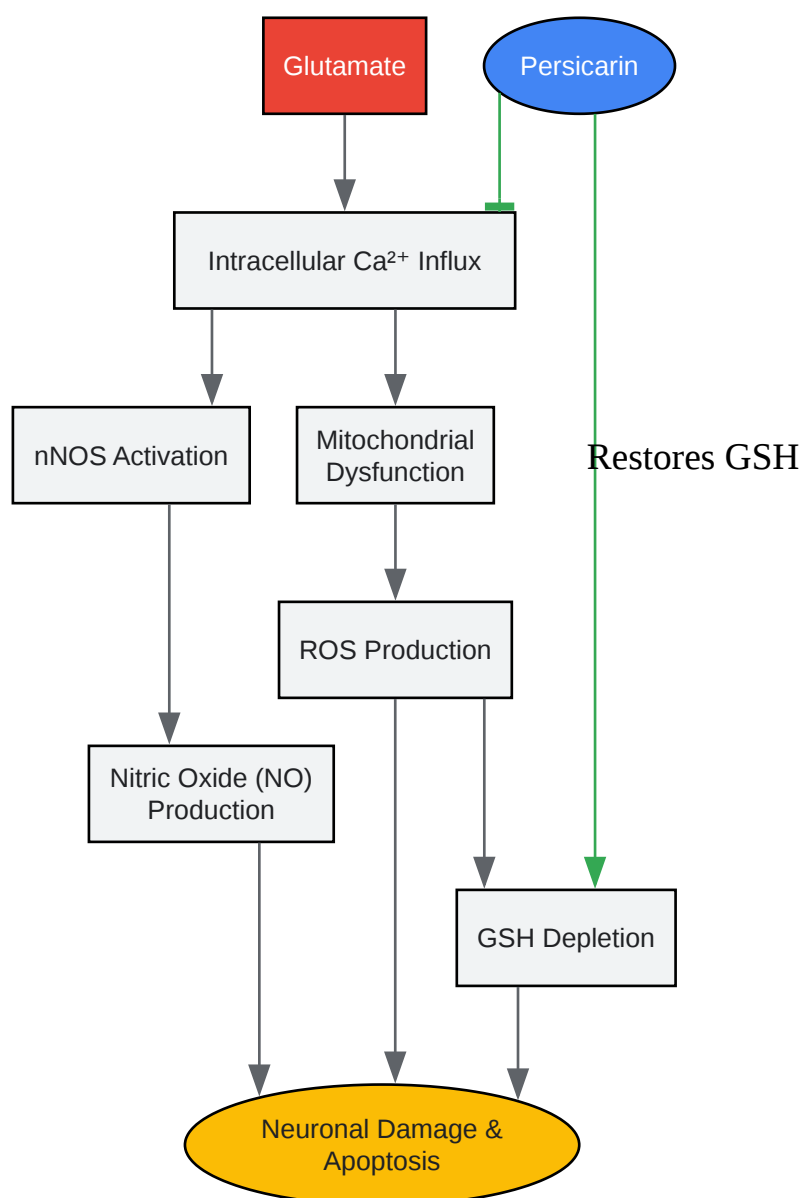 Glutamate
Persicarin
Intracellular Ca²⁺ Influx
nNOS Activation
Mitochondrial
Dysfunction
Restores GSH
ROS Production
Nitric Oxide (NO)
Production
GSH Depletion
Neuronal Damage &
Apoptosis